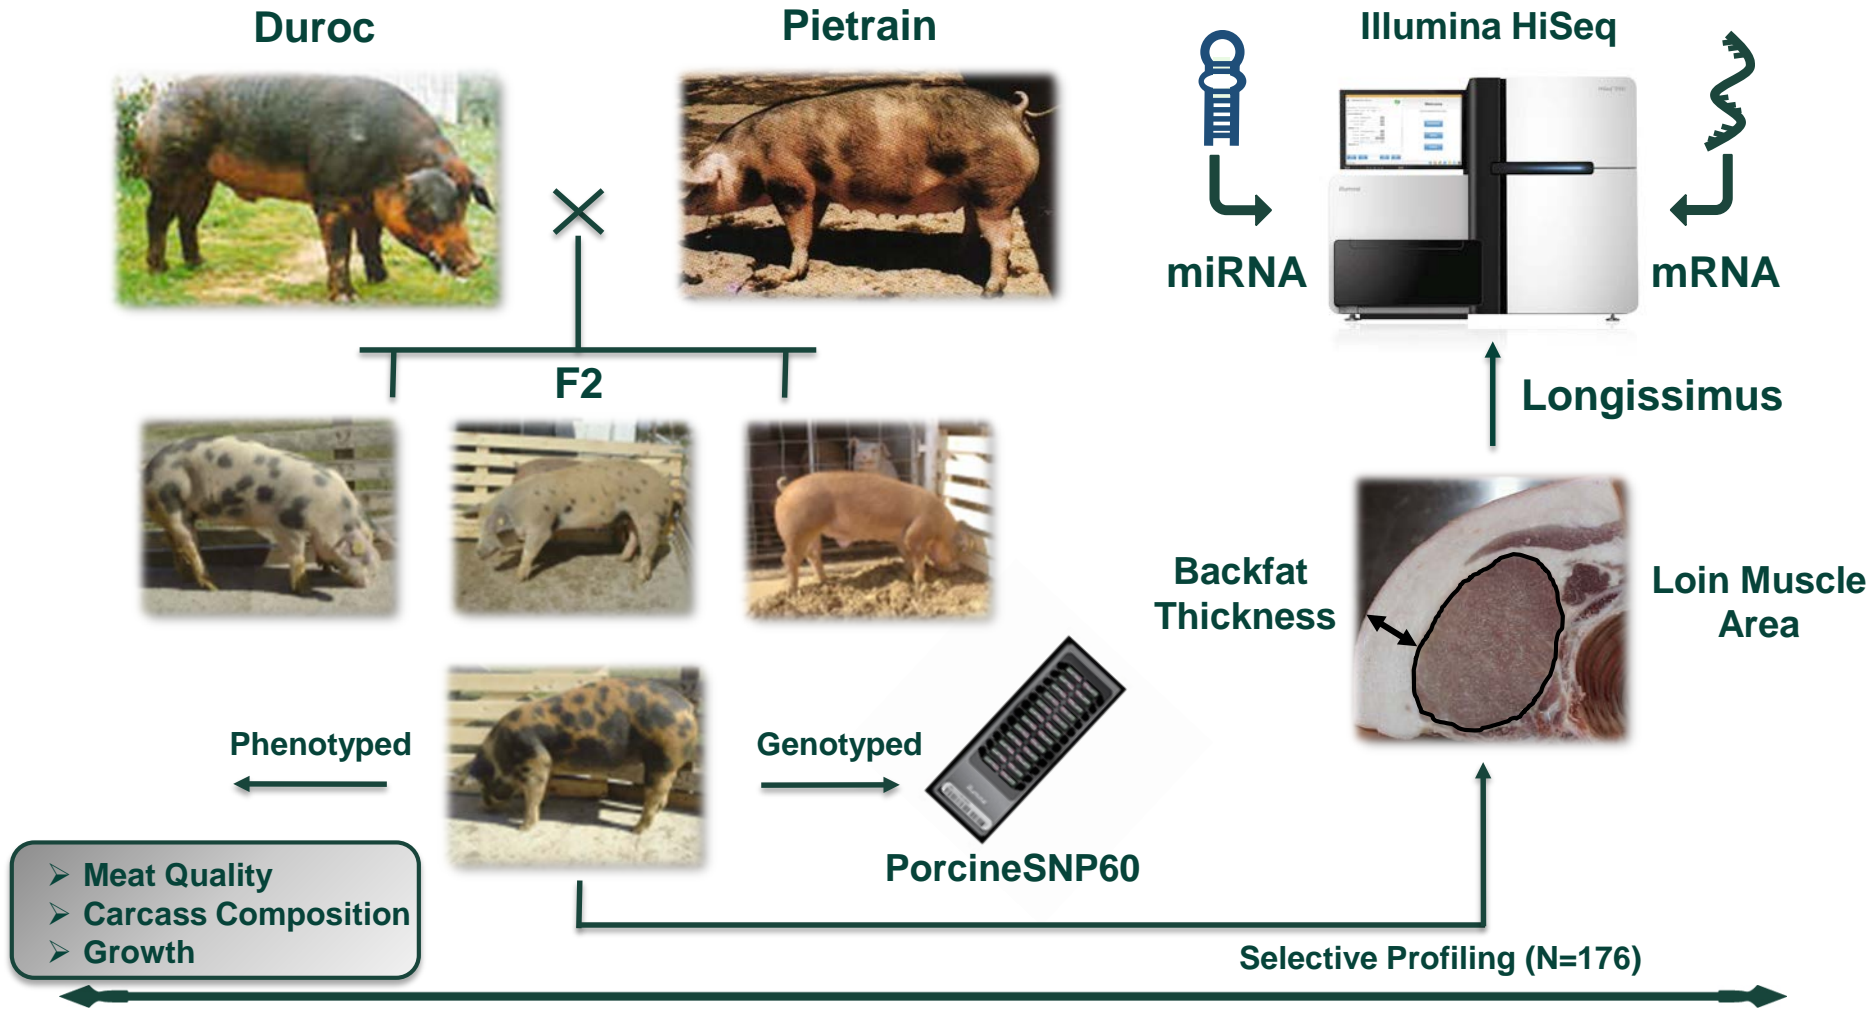 Duroc
Pietrain
Illumina HiSeq
miRNA
mRNA
F2
Longissimus
Backfat
Thickness
Loin Muscle
Area
Phenotyped
Genotyped
PorcineSNP60
➢ Meat Quality
➢ Carcass Composition
➢ Growth
Selective Profiling (N=176)